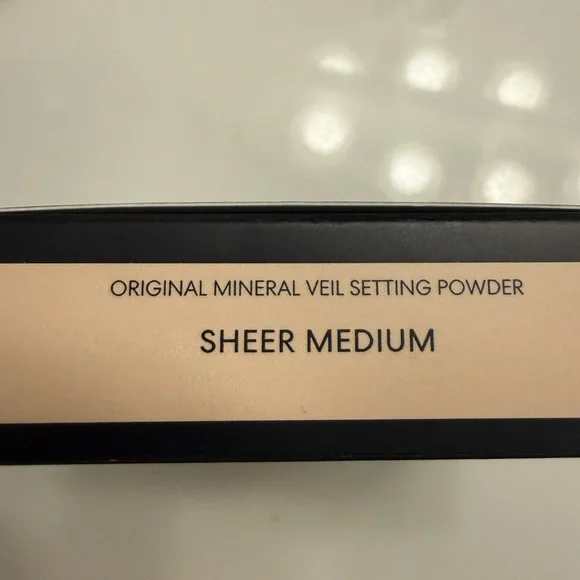 ORIGINAL MINERAL VEIL SETTING POWDER
SHEER MEDIUM